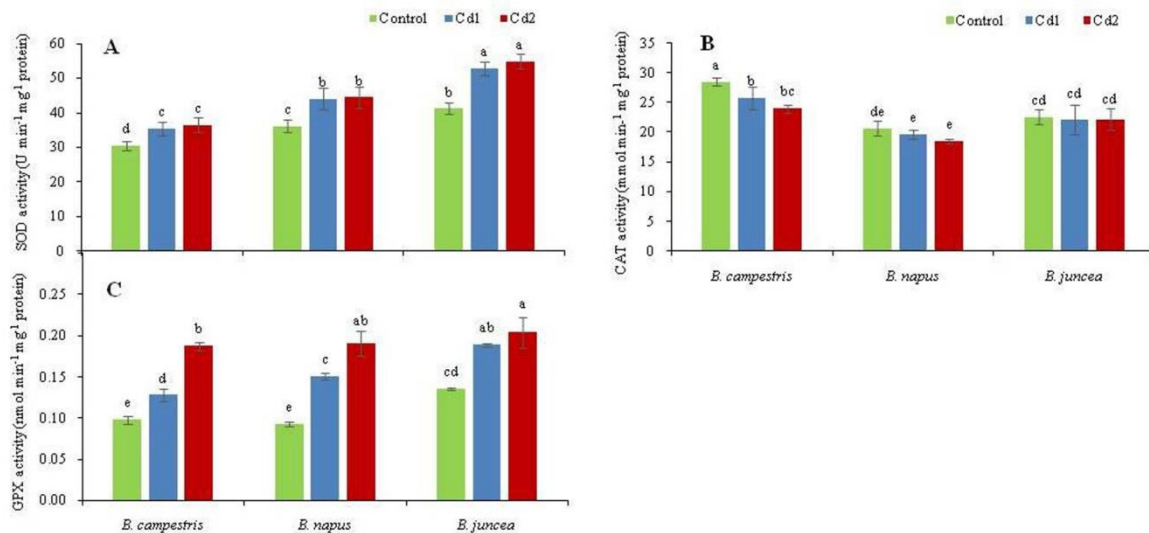 Control Cd1 Cd2
A
SOD activity (U min-1 mg-1 protein)
60
50
40
30
20
10
0
d c c
c b b
c a a
Control Cd1 Cd2
B
CAT activity (mmol min-1 mg-1 protein)
35
30
25
20
15
10
5
0
a b bc
de e e
cd cd cd
B. campestris B. napus B. juncea
C
GPX activity (nmol min-1 mg-1 protein)
0.25
0.20
0.15
0.10
0.05
0.00
e d b
e c ab
cd ab a
B. campestris B. napus B. juncea